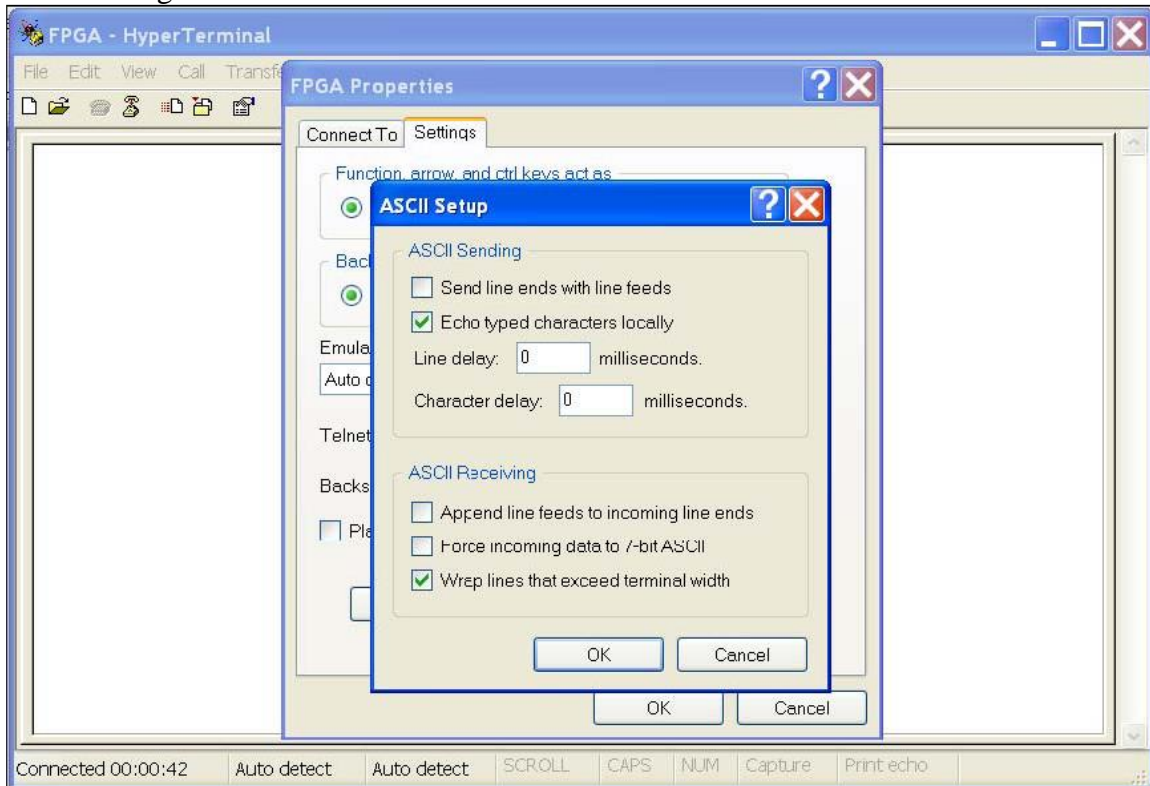 FPGA - HyperTerminal
File Edit View Call
FPGA Properties
Connect To Settings
Function, arrow, and ctrl keys act as
ASCII Setup
ASCII Sending
Send line ends with line feeds
Echo typed characters locally
Line delay: 0 milliseconds.
Character delay: 0 milliseconds.
Telnet
ASCII Receiving
Append line feeds to incoming line ends
Force incoming data to 7-bit ASCII
Wrap lines that exceed terminal width
OK Cancel
OK Cancel
Connected 00:00:42 Auto detect Auto detect SCROLL CAPS NUM Capture Print echo